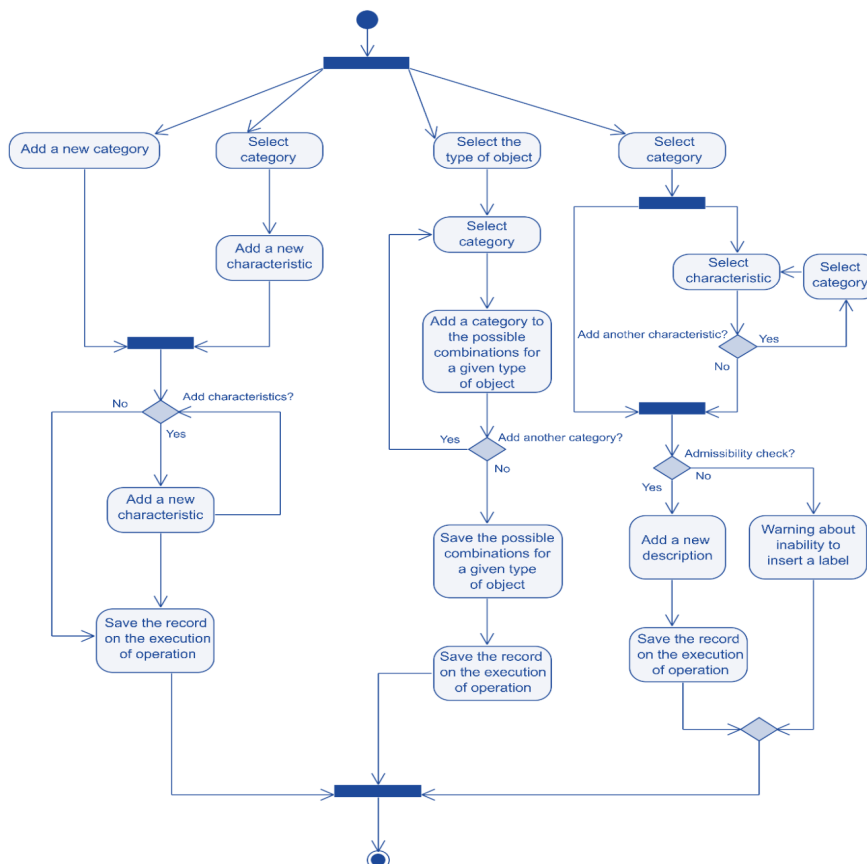 Add a new category
Select
category
Select the
type of object
Select
category
Add a new
characteristic
Select
category
Select
characteristic
Select
category
Add a category to
the possible
combinations for
a given type
of object
Add another characteristic?
Yes
No
Add characteristics?
No
Yes
Yes
Add another category?
No
Admissibility check?
Yes
No
Add a new
characteristic
Save the possible
combinations for
a given type
of object
Add a new
description
Warning about
inability to
insert a label
Save the record
on the execution
of operation
Save the record
on the execution
of operation
Save the record
on the execution
of operation